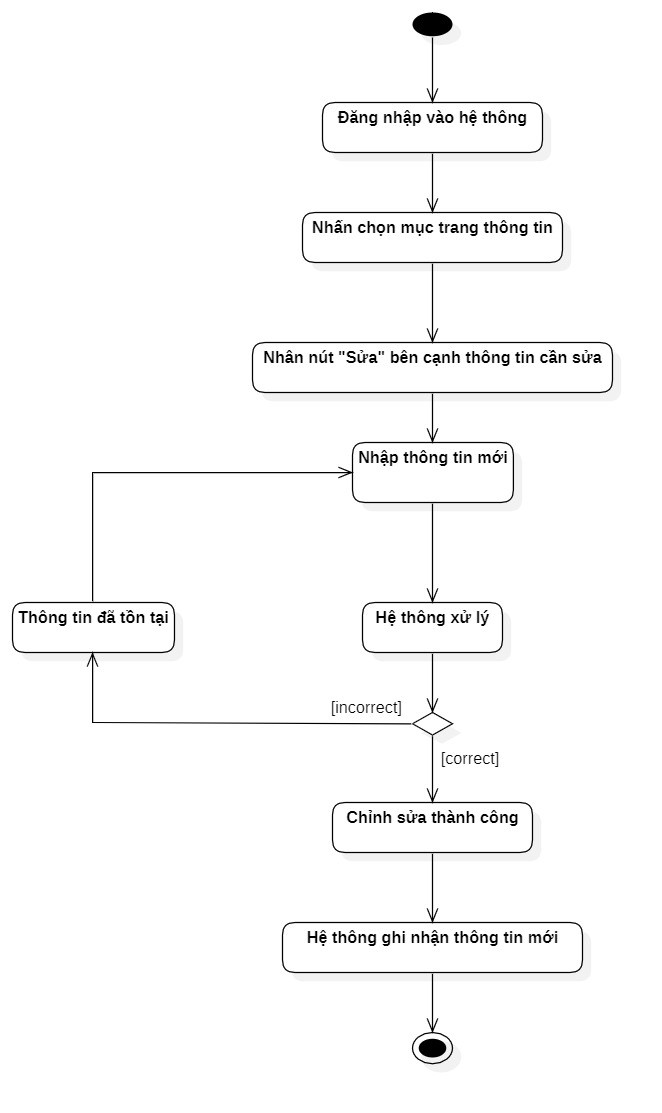 Đăng nhập vào hệ thông
Nhấn chọn mục trang thông tin
Nhân nút "Sửa" bên cạnh thông tin cần sửa
Nhập thông tin mới
Thông tin đã tồn tại
Hệ thông xử lý
[incorrect]
[correct]
Chỉnh sửa thành công
Hệ thông ghi nhận thông tin mới